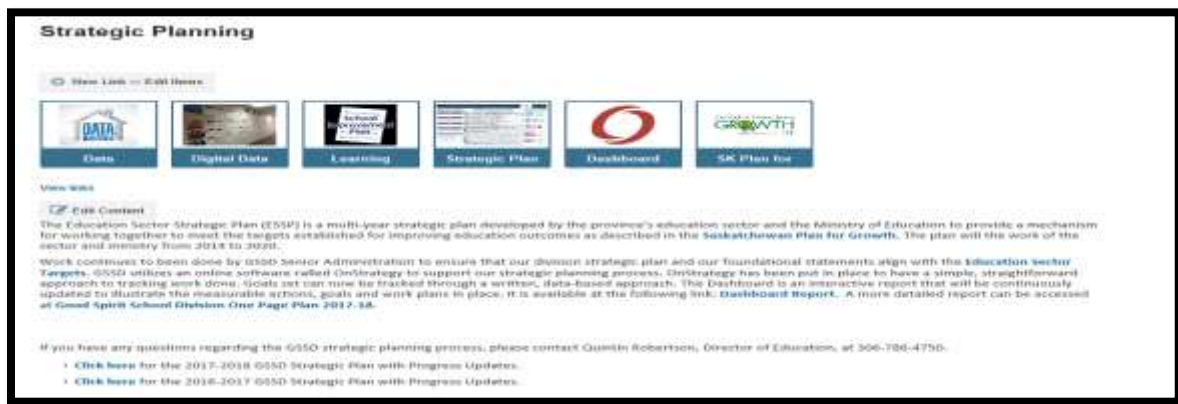 Strategic Planning
New Link — Edit Items
DATA
School
Improvement
Plan
GROWTH
Data
Digital Data
Learning
Strategic Plan
Dashboard
SK Plan for
View links
Edit Content
The Education Sector Strategic Plan (ESSP) is a multi-year strategic plan developed by the province's education sector and the Ministry of Education to provide a mechanism
for working together to meet the targets established for improving education outcomes as described in the Saskatchewan Plan for Growth. The plan will the work of the
sector and ministry from 2014 to 2020.
Work continues to been done by GSSD Senior Administration to ensure that our division strategic plan and our foundational statements align with the Education Sector
Targets. GSSD utilizes an online software called OnStrategy to support our strategic planning process. OnStrategy has been put in place to have a simple, straightforward
approach to tracking work done. Goals set can now be tracked through a written, data-based approach. This Dashboard is an interactive report that will be continuously
updated to illustrate the measurable actions, goals and work plans in place. It is available at the following link. Dashboard Report. A more detailed report can be accessed
at Good Spirit School Division One Page Plan 2017-18.
If you have any questions regarding the GSSD strategic planning process, please contact Quintin Robertson, Director of Education, at 306-786-4750.
Click here for the 2017-2018 GSSD Strategic Plan with Progress Updates.
Click here for the 2016-2017 GSSD Strategic Plan with Progress Updates.